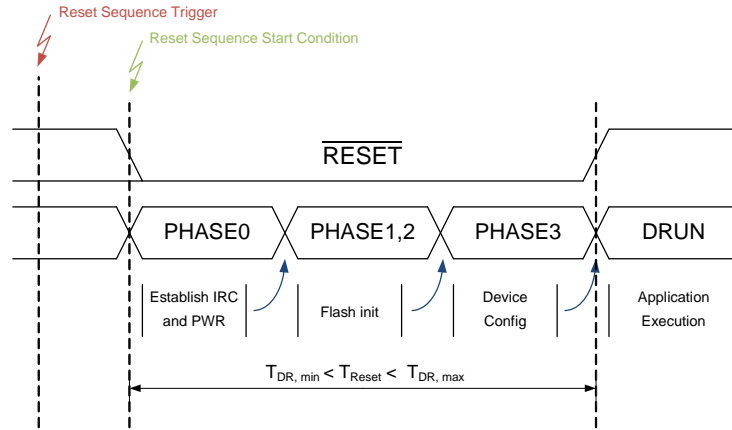 Reset Sequence Trigger
Reset Sequence Start Condition
RESET
PHASE0
PHASE1,2
PHASE3
DRUN
Establish IRC
and PWR
Flash init
Device
Config
Application
Execution
TDR, min < TReset < TDR, max